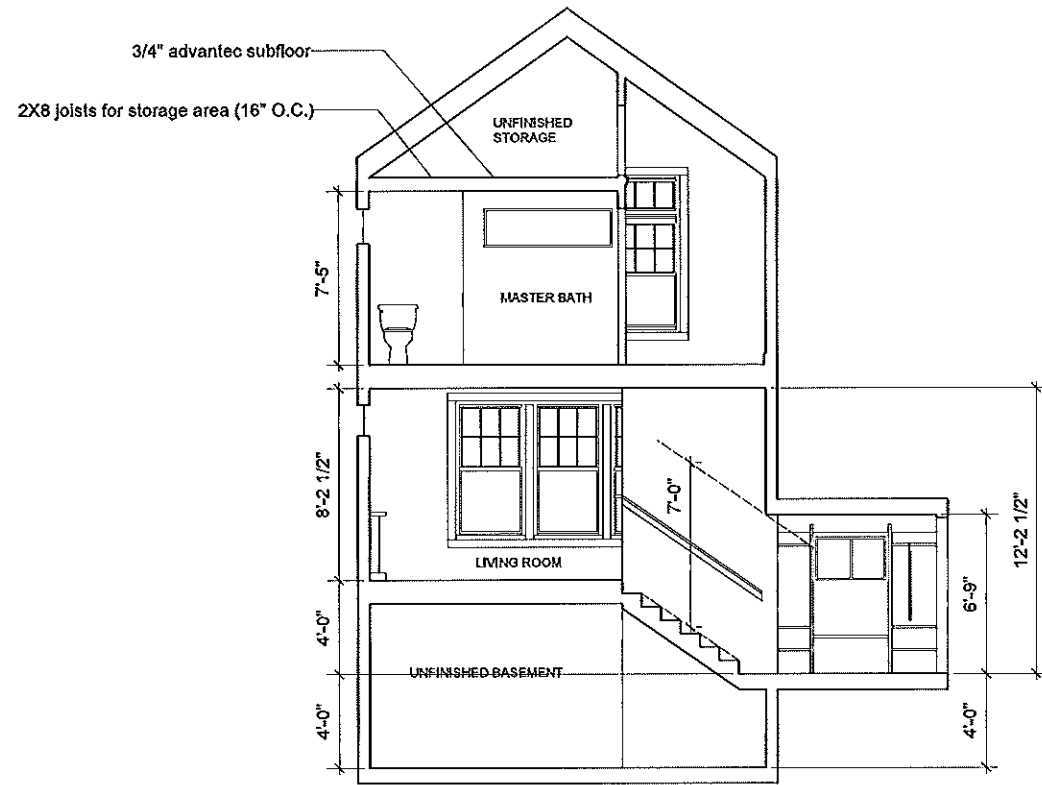 3/4" advantec subfloor
2X8 joists for storage area (16" O.C.)
UNFINISHED
STORAGE
7'-5"
MASTER BATH
8'-2 1/2"
7'-0"
12'-2 1/2"
LIVING ROOM
6'-9"
4'-0"
UNFINISHED BASEMENT
4'-0"
4'-0"